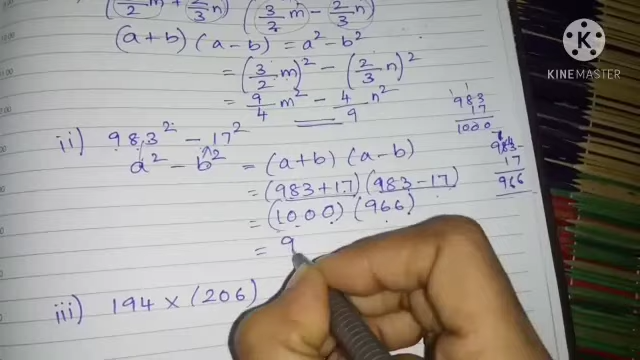 (3/2 m + 2/3 n) (3/2 m - 2/3 n)
(a+b) (a-b) = a² - b²
= (3/2 m)² - (2/3 n)²
= 9/4 m² - 4/9 n²
ii) 983² - 17²
a² - b² = (a+b) (a-b)
= (983+17) (983-17)
= (1000) (966)
= 9
iii) 194 × (206)
983
17
1000
983
17
966
KINEMASTER